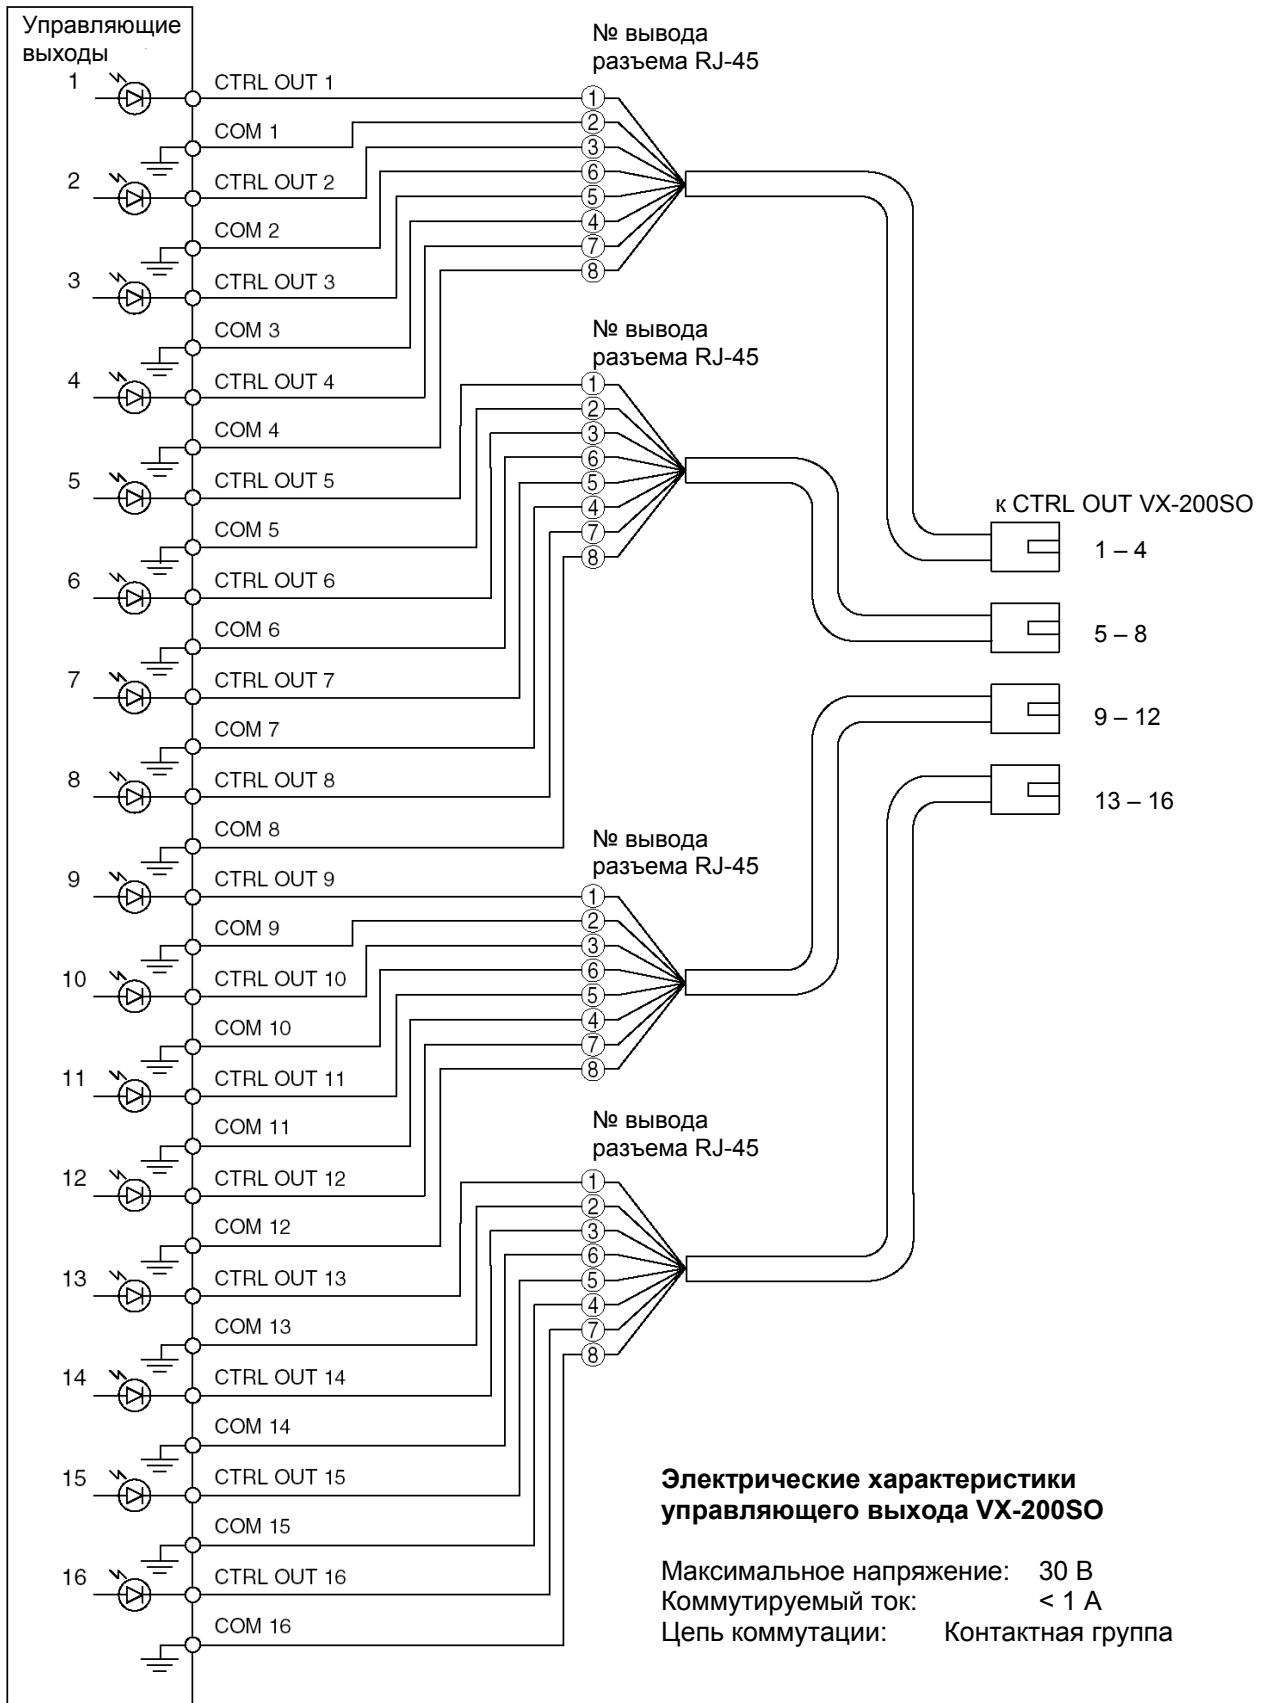 Управляющие
выходы
№ вывода
разъема RJ-45
1
CTRL OUT 1
1
COM 1
2
3
2
CTRL OUT 2
6
5
COM 2
4
7
3
CTRL OUT 3
8
COM 3
№ вывода
разъема RJ-45
4
CTRL OUT 4
1
2
COM 4
3
6
5
CTRL OUT 5
5
4
к CTRL OUT VX-200SO
COM 5
7
1 – 4
8
6
CTRL OUT 6
COM 6
5 – 8
7
CTRL OUT 7
9 – 12
COM 7
8
CTRL OUT 8
13 – 16
COM 8
№ вывода
разъема RJ-45
9
CTRL OUT 9
1
COM 9
2
3
10
CTRL OUT 10
6
5
COM 10
4
7
11
CTRL OUT 11
8
COM 11
№ вывода
разъема RJ-45
12
CTRL OUT 12
1
COM 12
2
3
6
13
CTRL OUT 13
5
4
COM 13
7
8
14
CTRL OUT 14
COM 14
15
CTRL OUT 15
COM 15
16
CTRL OUT 16
COM 16
Электрические характеристики
управляющего выхода VX-200SO
Максимальное напряжение: 30 В
Коммутируемый ток: < 1 А
Цепь коммутации: Контактная группа